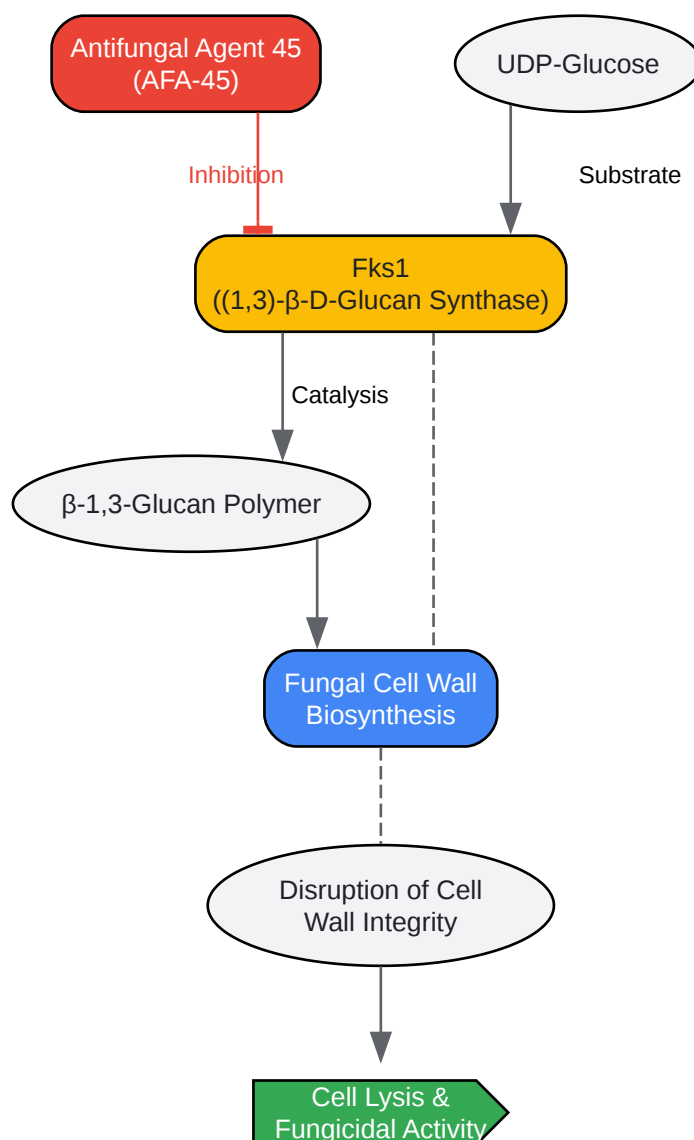 Antifungal Agent 45
(AFA-45)
UDP-Glucose
Inhibition
Substrate
Fks1
((1,3)-β-D-Glucan Synthase)
Catalysis
β-1,3-Glucan Polymer
Fungal Cell Wall
Biosynthesis
Disruption of Cell
Wall Integrity
Cell Lysis &
Fungicidal Activity